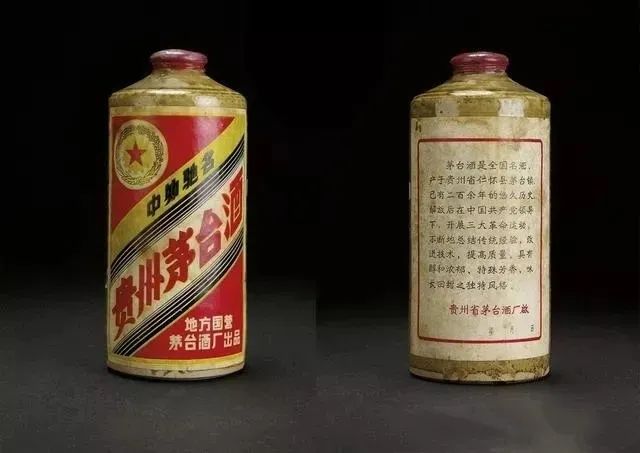 中外驰名
贵州茅台酒
地方国营
茅台酒厂出品
茅台酒是全国名酒，
产于贵州省仁怀县茅台镇，
已有二百余年的悠久历史。
解放后在中国共产党领导
下，开展三大革命运动，
不断地总结传统经验，改
进技术，提高质量。具有
醇和浓郁、特殊芳香，味
长回甜之独特风格。
贵州省茅台酒厂啟
年 月 日